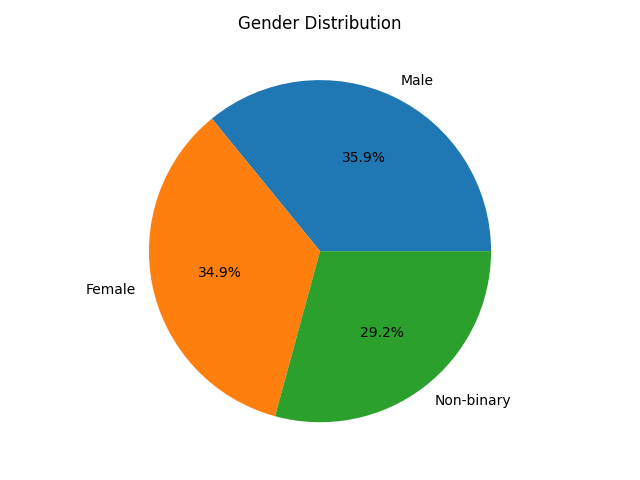 Gender Distribution
Male
35.9%
34.9%
Female
29.2%
Non-binary